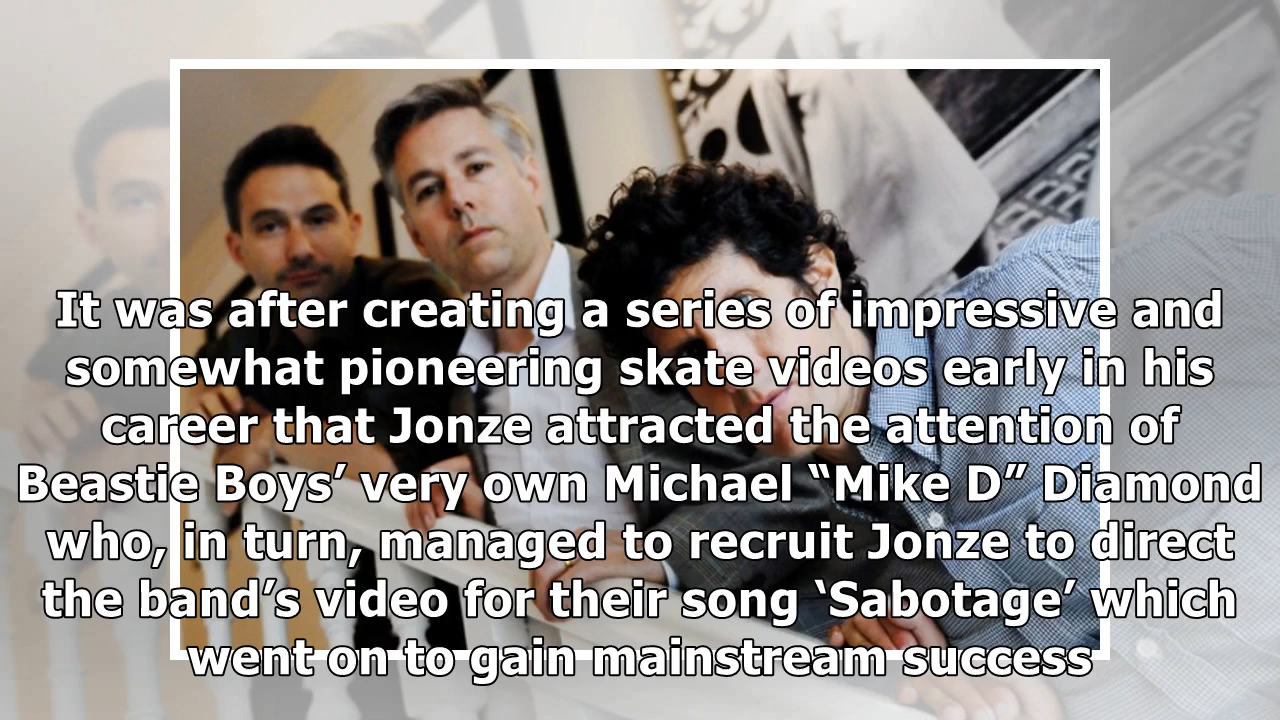 It was after creating a series of impressive and
somewhat pioneering skate videos early in his
career that Jonze attracted the attention of
Beastie Boys’ very own Michael “Mike D” Diamond
who, in turn, managed to recruit Jonze to direct
the band’s video for their song ‘Sabotage’ which
went on to gain mainstream success